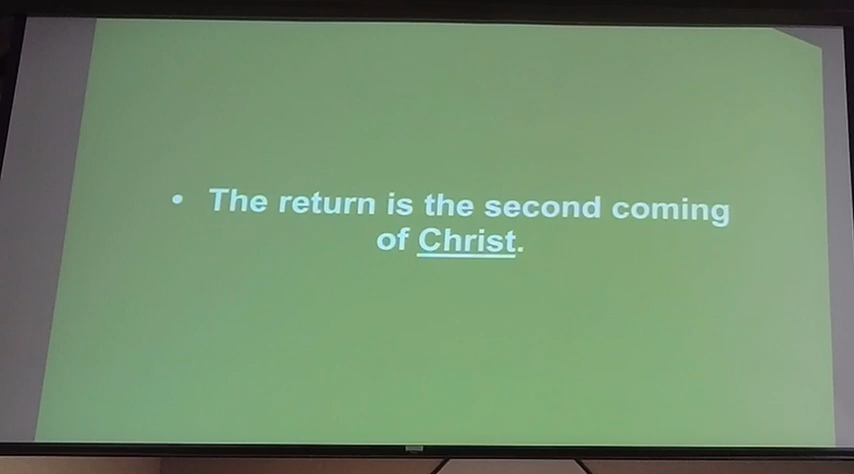 • The return is the second coming
of Christ.